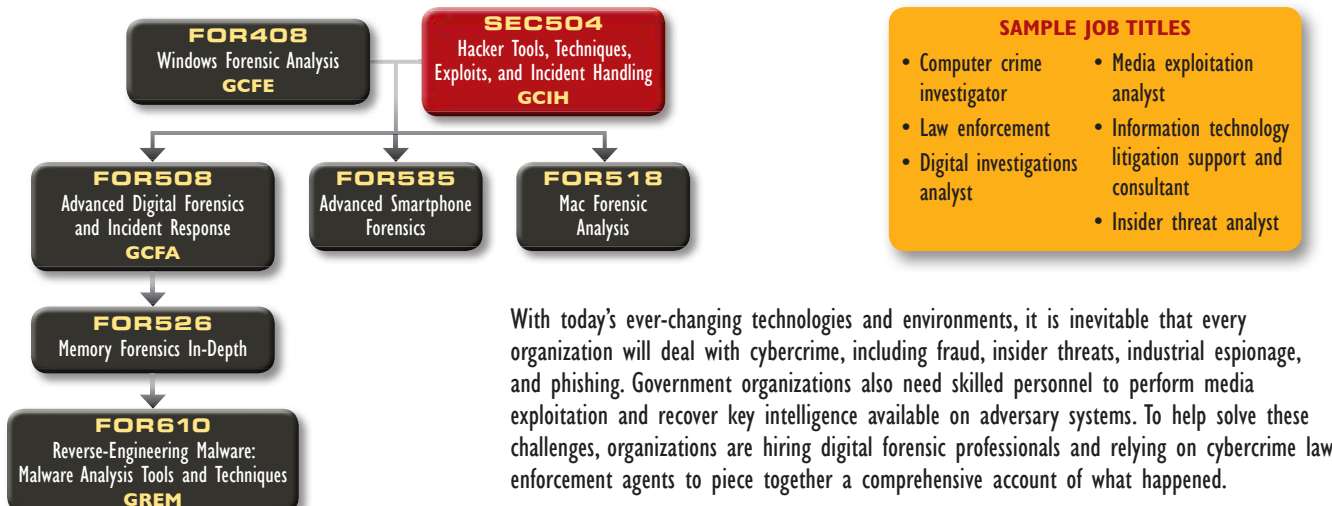 FOR408
Windows Forensic Analysis
GCFE
SEC504
Hacker Tools, Techniques,
Exploits, and Incident Handling
GCIH
FOR508
Advanced Digital Forensics
and Incident Response
GCFA
FOR585
Advanced Smartphone
Forensics
FOR518
Mac Forensic
Analysis
FOR526
Memory Forensics In-Depth
FOR610
Reverse-Engineering Malware:
Malware Analysis Tools and Techniques
GREM
SAMPLE JOB TITLES
• Computer crime
investigator
• Law enforcement
• Digital investigations
analyst
• Media exploitation
analyst
• Information technology
litigation support and
consultant
• Insider threat analyst
With today's ever-changing technologies and environments, it is inevitable that every
organization will deal with cybercrime, including fraud, insider threats, industrial espionage,
and phishing. Government organizations also need skilled personnel to perform media
exploitation and recover key intelligence available on adversary systems. To help solve these
challenges, organizations are hiring digital forensic professionals and relying on cybercrime law
enforcement agents to piece together a comprehensive account of what happened.